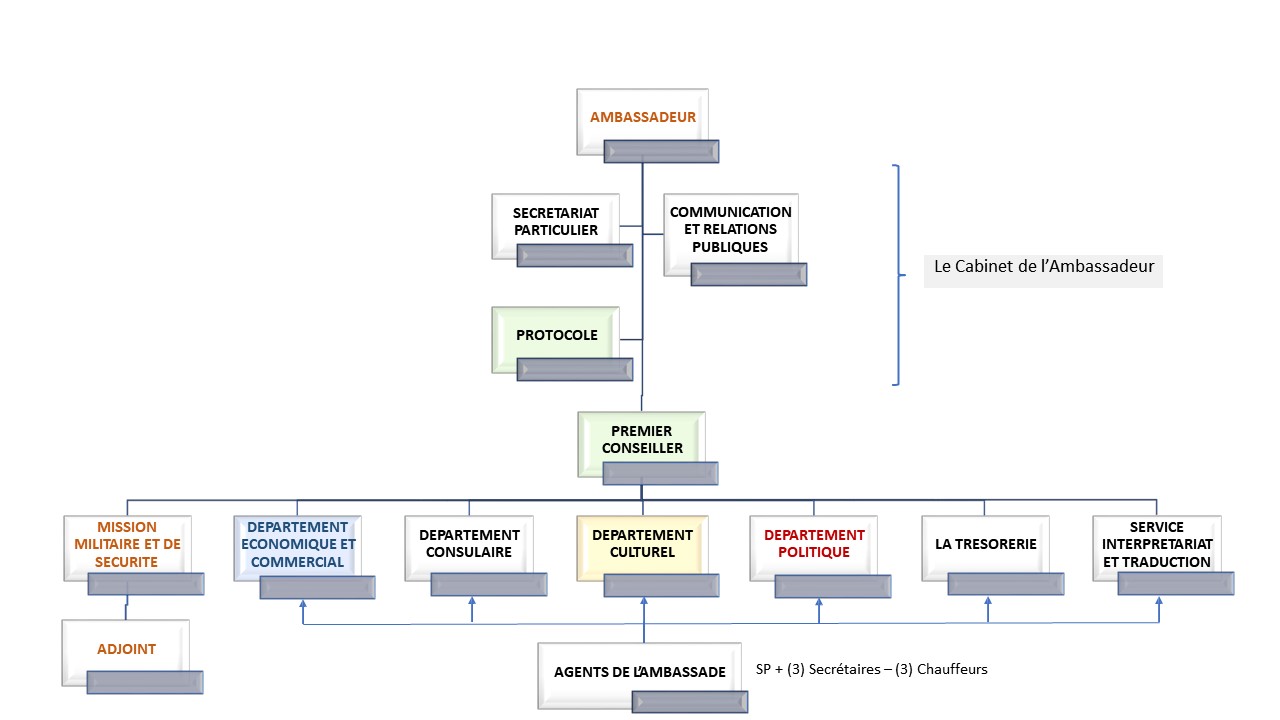 AMBASSADEUR
SECRETARIAT
PARTICULIER
COMMUNICATION
ET RELATIONS
PUBLIQUES
Le Cabinet de l’Ambassadeur
PROTOCOLE
PREMIER
CONSEILLER
MISSION
MILITAIRE ET DE
SECURITE
DEPARTEMENT
ECONOMIQUE ET
COMMERCIAL
DEPARTEMENT
CONSULAIRE
DEPARTEMENT
CULTUREL
DEPARTEMENT
POLITIQUE
LA TRESORERIE
SERVICE
INTERPRETARIAT
ET TRADUCTION
ADJOINT
AGENTS DE L’AMBASSADE
SP + (3) Secrétaires – (3) Chauffeurs